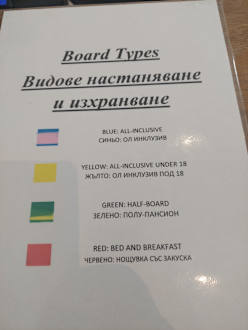 Board Types
Видове настаняване
и изхранване
BLUE: ALL-INCLUSIVE
СИНЬО: ОЛ ИНКЛУЗИВ
YELLOW: ALL-INCLUSIVE UNDER 18
ЖЪЛТО: ОЛ ИНКЛУЗИВ ПОД 18
GREEN: HALF-BOARD
ЗЕЛЕНО: ПОЛУ-ПАНСИОН
RED: BED AND BREAKFAST
ЧЕРВЕНО: НОЩУВКА СЪС ЗАКУСКА